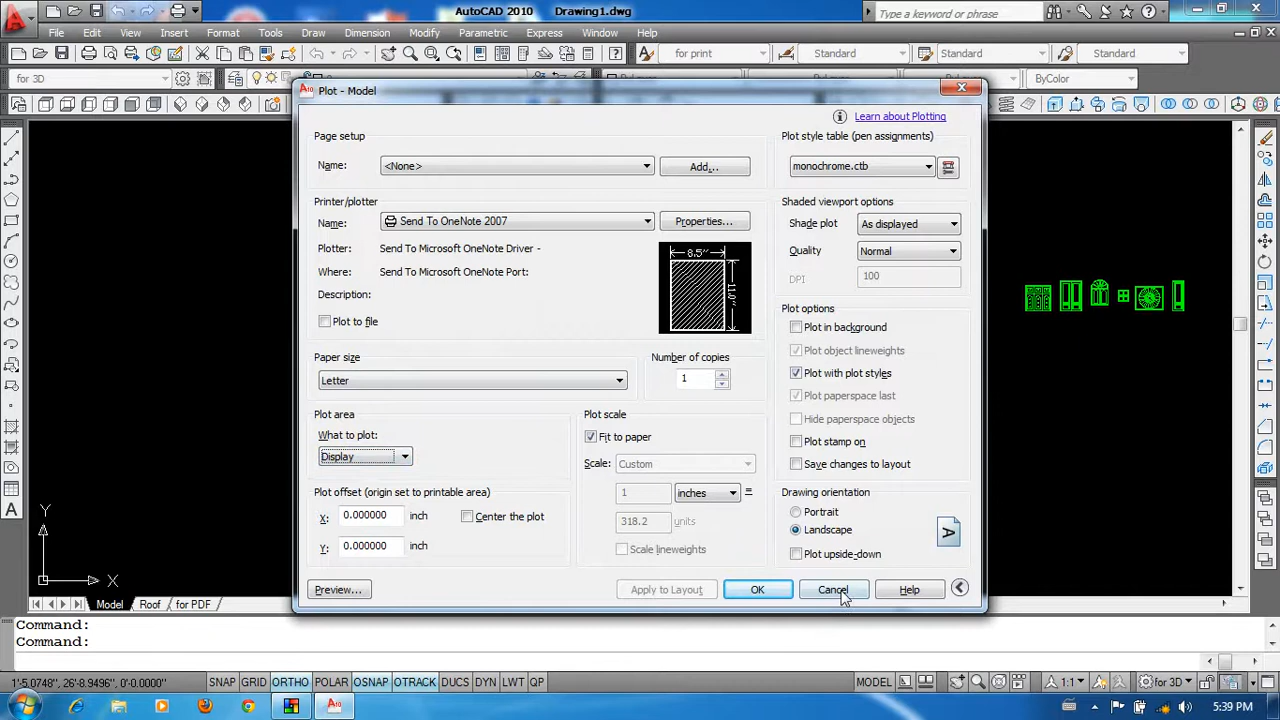 AutoCAD 2010 Drawing1.dwg
Type a keyword or phrase
File Edit View Insert Format Tools Draw Dimension Modify Parametric Express Window Help
for print Standard Standard Standard
for 3D ByColor
Plot - Model
Learn about Plotting
Page setup
Name: <None> Add...
Plot style table (pen assignments)
monochrome.ctb
Printer/plotter
Name: Send To OneNote 2007 Properties...
Plotter: Send To Microsoft OneNote Driver -
Where: Send To Microsoft OneNote Port:
Description:
Plot to file
8.5''
11.0''
Shaded viewport options
Shade plot As displayed
Quality Normal
DPI 100
Paper size
Letter
Number of copies
1
Plot options
Plot in background
Plot object lineweights
Plot with plot styles
Plot paperspace last
Hide paperspace objects
Plot stamp on
Save changes to layout
Plot area
What to plot:
Display
Plot scale
Fit to paper
Scale: Custom
1 inches =
318.2 units
Scale lineweights
Plot offset (origin set to printable area)
X: 0.000000 inch Center the plot
Y: 0.000000 inch
Drawing orientation
Portrait
Landscape
Plot upside-down
A
Preview... Apply to Layout OK Cancel Help
Y
X
Model Roof for PDF
Command:
Command:
1'-5.0748", 26'-8.9496", 0'-0.0000" SNAP GRID ORTHO POLAR OSNAP OTRACK DUCS DYN LWT QP MODEL 1:1 for 3D
5:39 PM